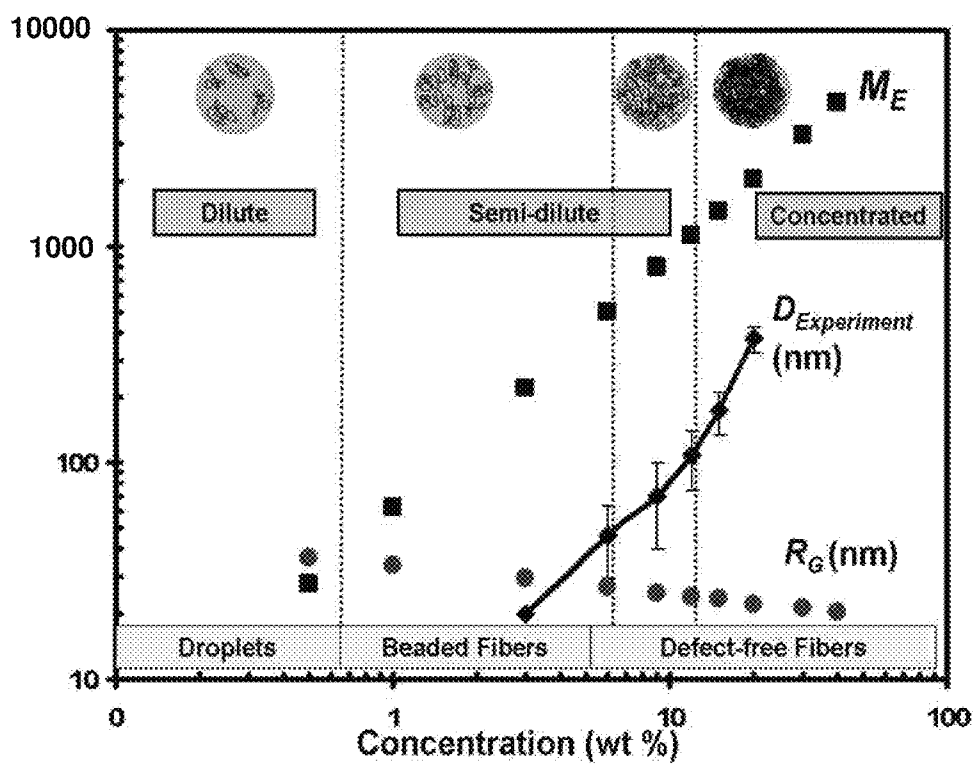 10000
M_E
Dilute
Semi-dilute
Concentrated
1000
D_Experiment
(nm)
100
R_G (nm)
Droplets
Beaded Fibers
Defect-free Fibers
10
0
1
10
100
Concentration (wt %)